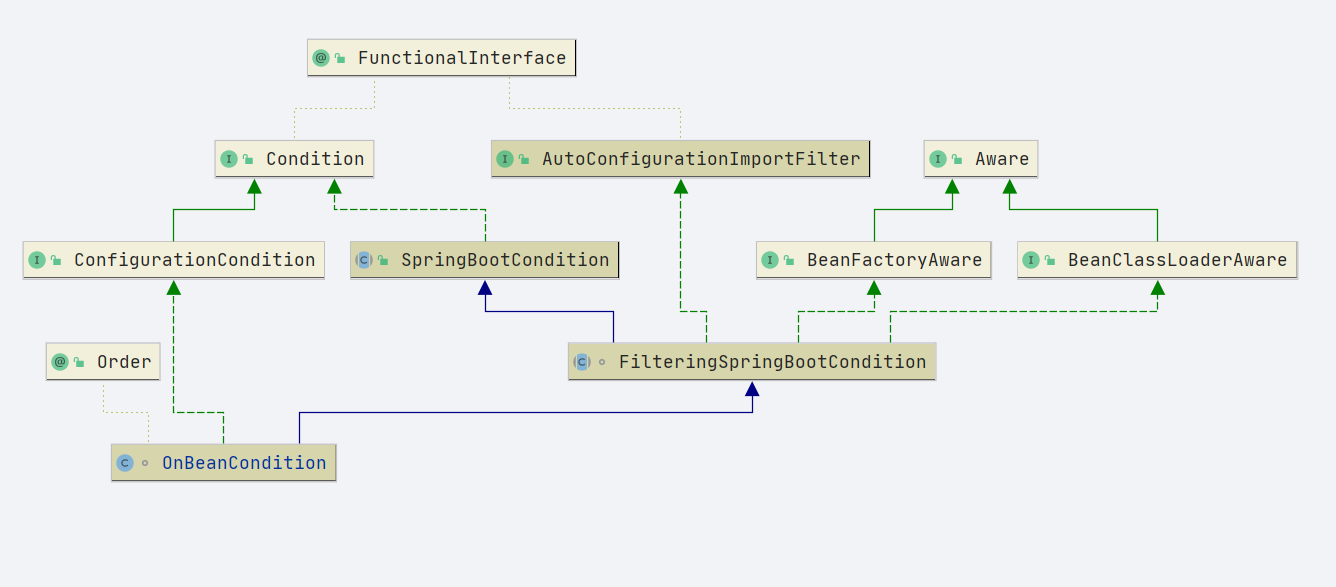 @ FunctionalInterface
I Condition
I AutoConfigurationImportFilter
I Aware
I ConfigurationCondition
C SpringBootCondition
I BeanFactoryAware
I BeanClassLoaderAware
@ Order
C FilteringSpringBootCondition
C OnBeanCondition